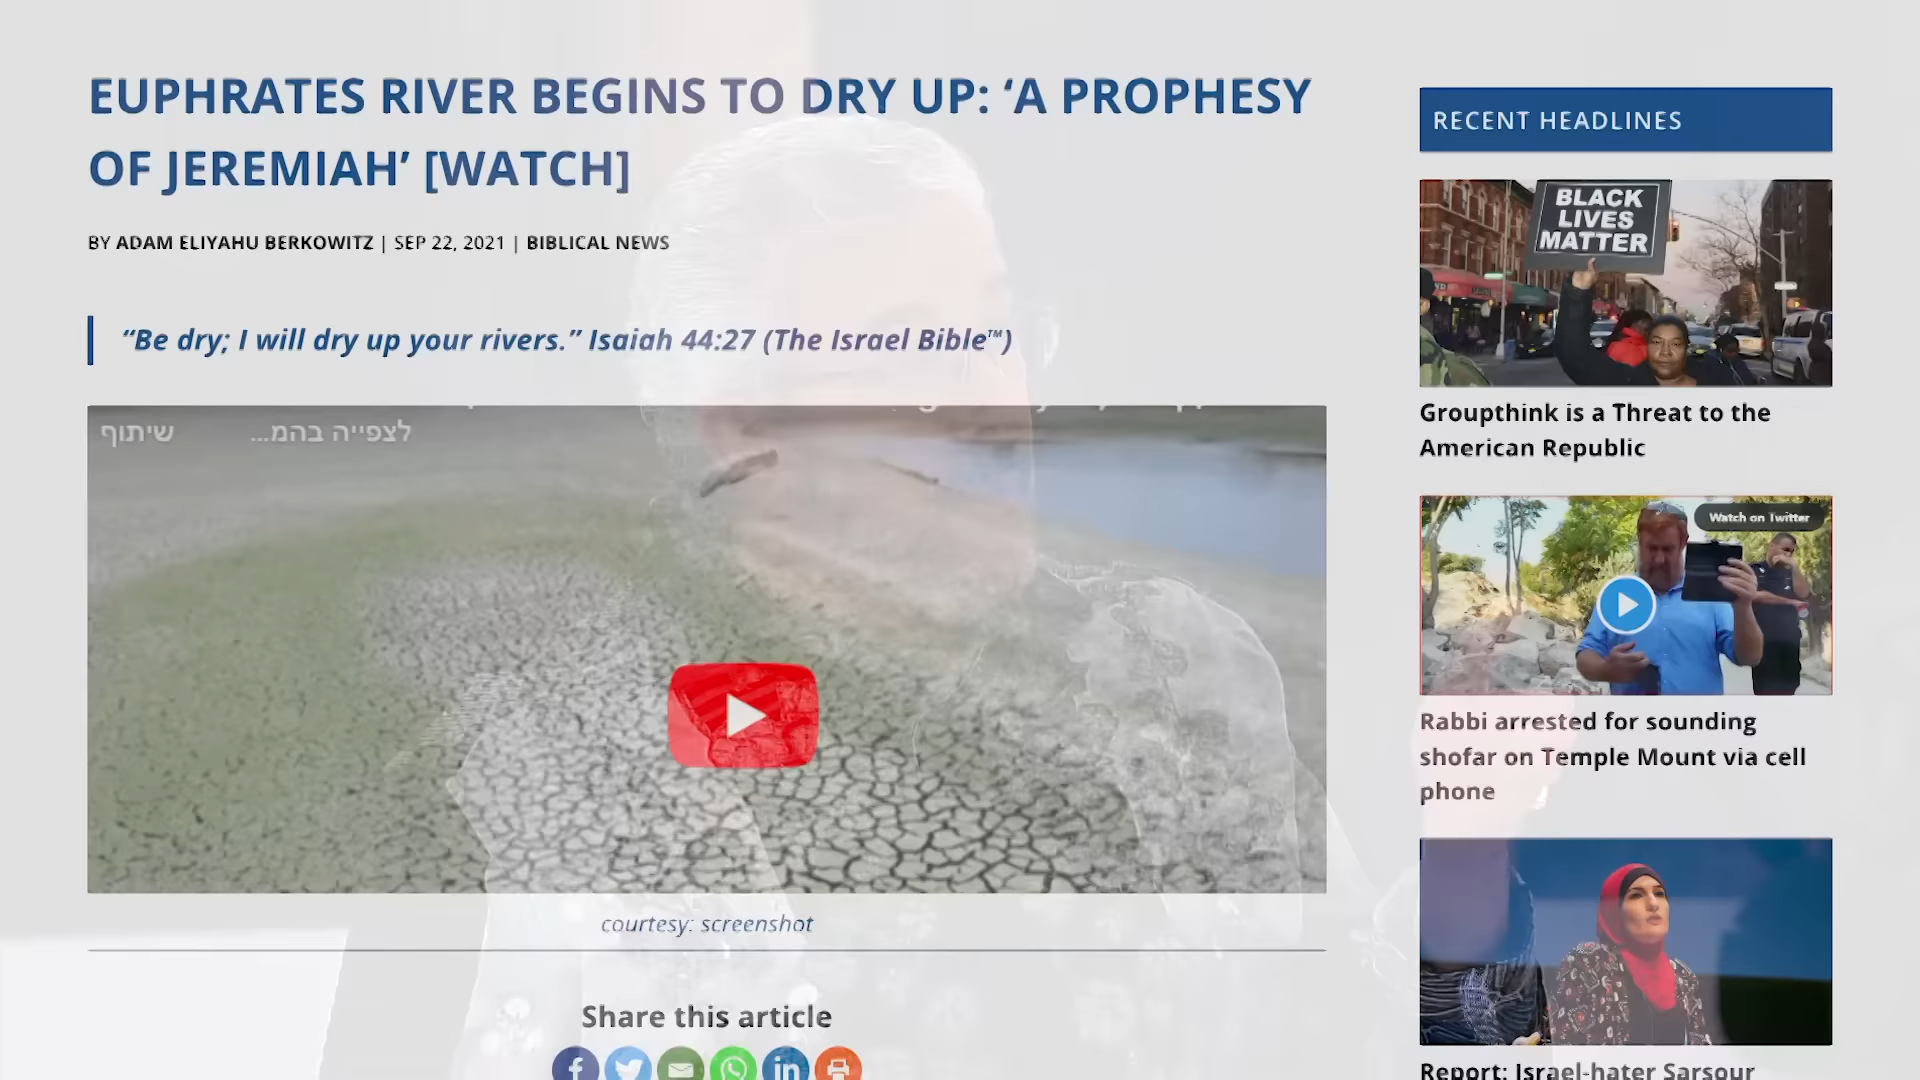 EUPHRATES RIVER BEGINS TO DRY UP: ‘A PROPHESY
OF JEREMIAH’ [WATCH]
BY ADAM ELIYAHU BERKOWITZ | SEP 22, 2021 | BIBLICAL NEWS
“Be dry; I will dry up your rivers.” Isaiah 44:27 (The Israel Bible™)
שיתוף
לצפייה בהמ...
courtesy: screenshot
Share this article
RECENT HEADLINES
BLACK
LIVES
MATTER
Groupthink is a Threat to the
American Republic
Watch on Twitter
Rabbi arrested for sounding
shofar on Temple Mount via cell
phone
Report: Israel-hater Sarsour